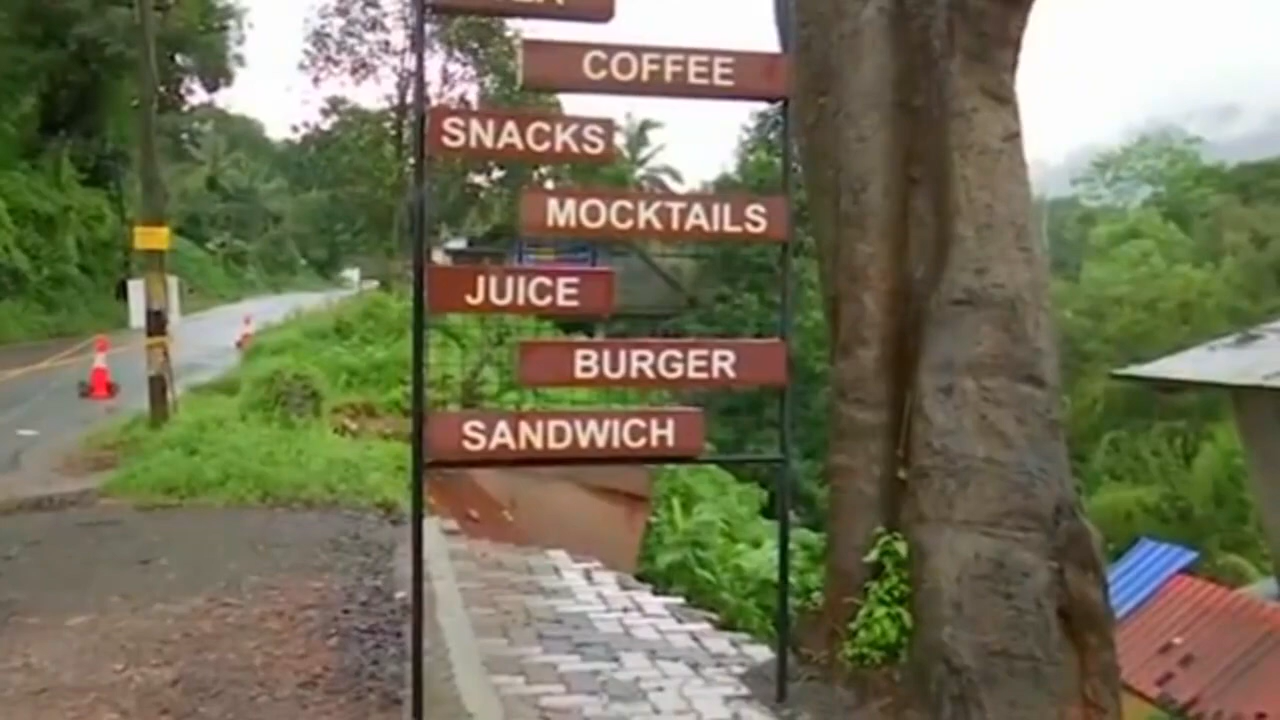 COFFEE
SNACKS
MOCKTAILS
JUICE
BURGER
SANDWICH